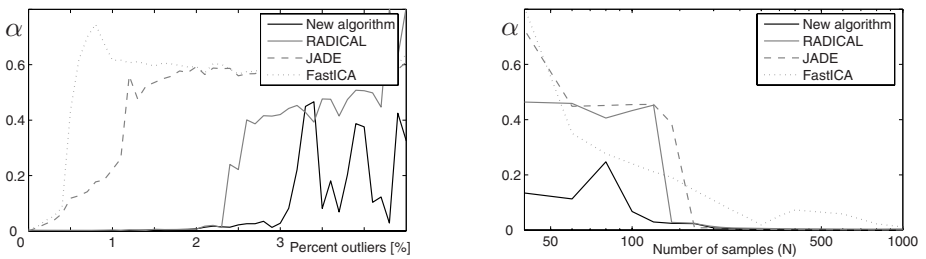 α
0.6
0.4
0.2
0
0
1
2
3
Percent outliers [%]
New algorithm
RADICAL
JADE
FastICA
α
0.6
0.4
0.2
0
50
100
500
1000
Number of samples (N)
New algorithm
RADICAL
JADE
FastICA